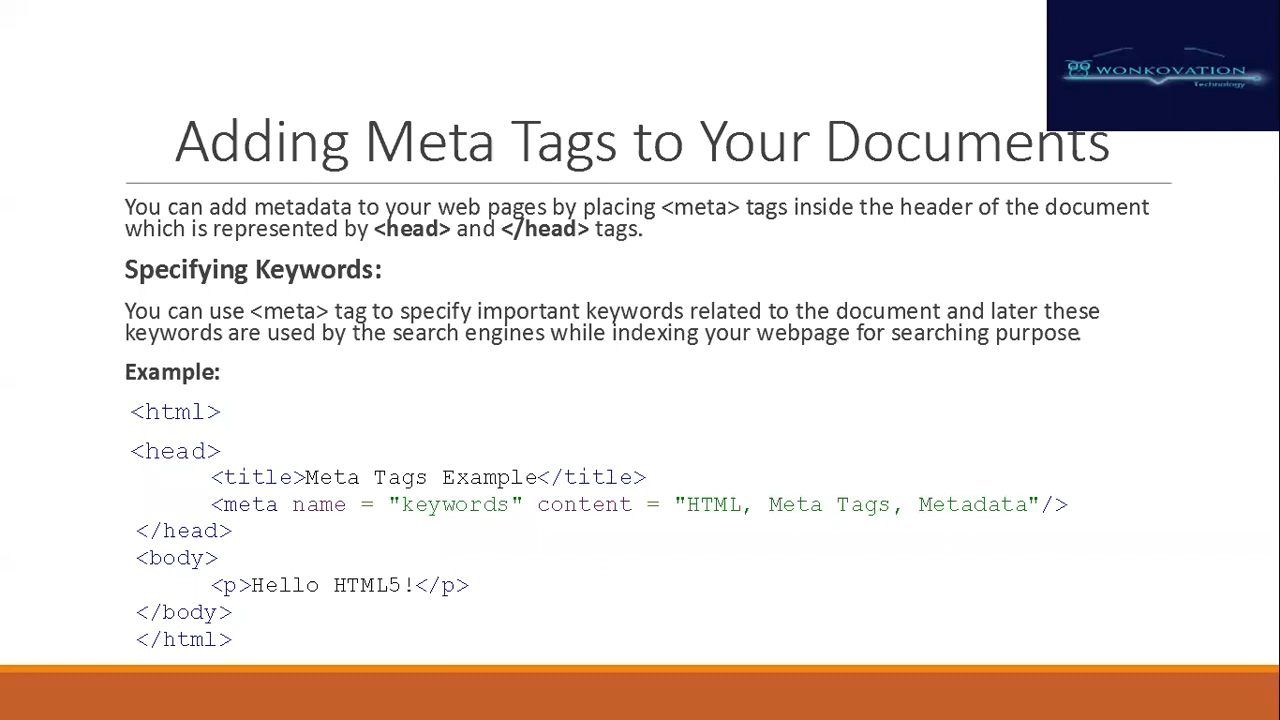 WONKOVATION
Technology
Adding Meta Tags to Your Documents
You can add metadata to your web pages by placing <meta> tags inside the header of the document
which is represented by <head> and </head> tags.
Specifying Keywords:
You can use <meta> tag to specify important keywords related to the document and later these
keywords are used by the search engines while indexing your webpage for searching purpose.
Example:
<html>
<head>
<title>Meta Tags Example</title>
<meta name = "keywords" content = "HTML, Meta Tags, Metadata"/>
</head>
<body>
<p>Hello HTML5!</p>
</body>
</html>